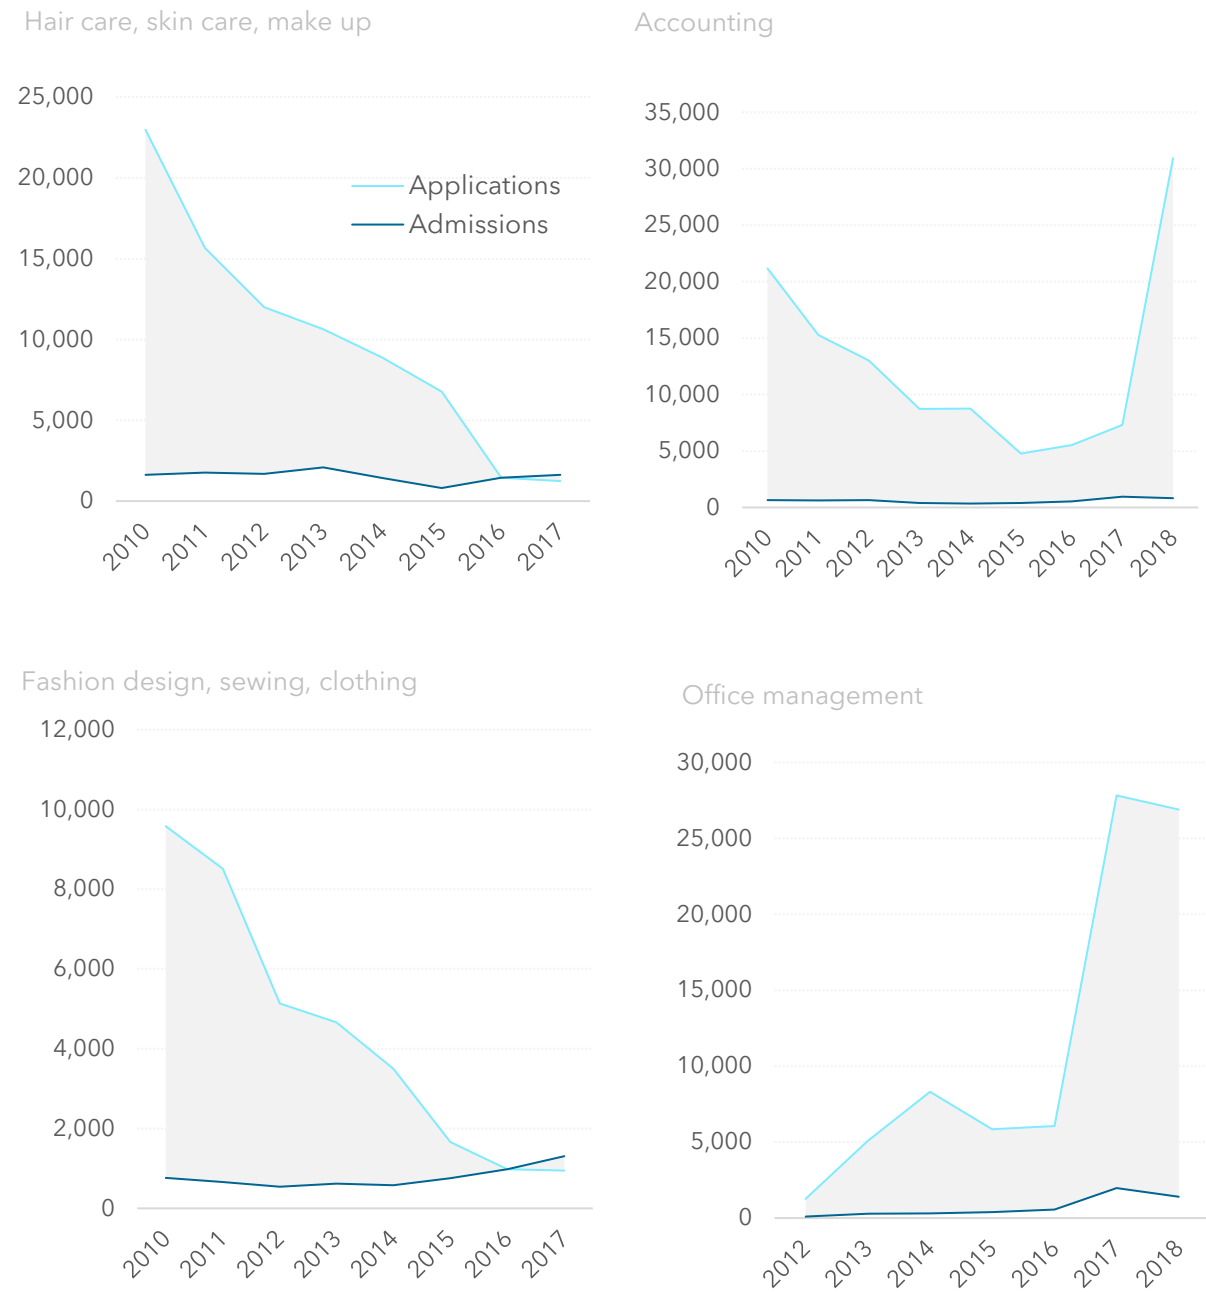 Hair care, skin care, make up
25,000
20,000
15,000
10,000
5,000
0
Applications
Admissions
2010 2011 2012 2013 2014 2015 2016 2017
Accounting
35,000
30,000
25,000
20,000
15,000
10,000
5,000
0
2010 2011 2012 2013 2014 2015 2016 2017 2018
Fashion design, sewing, clothing
12,000
10,000
8,000
6,000
4,000
2,000
0
2010 2011 2012 2013 2014 2015 2016 2017
Office management
30,000
25,000
20,000
15,000
10,000
5,000
0
2012 2013 2014 2015 2016 2017 2018